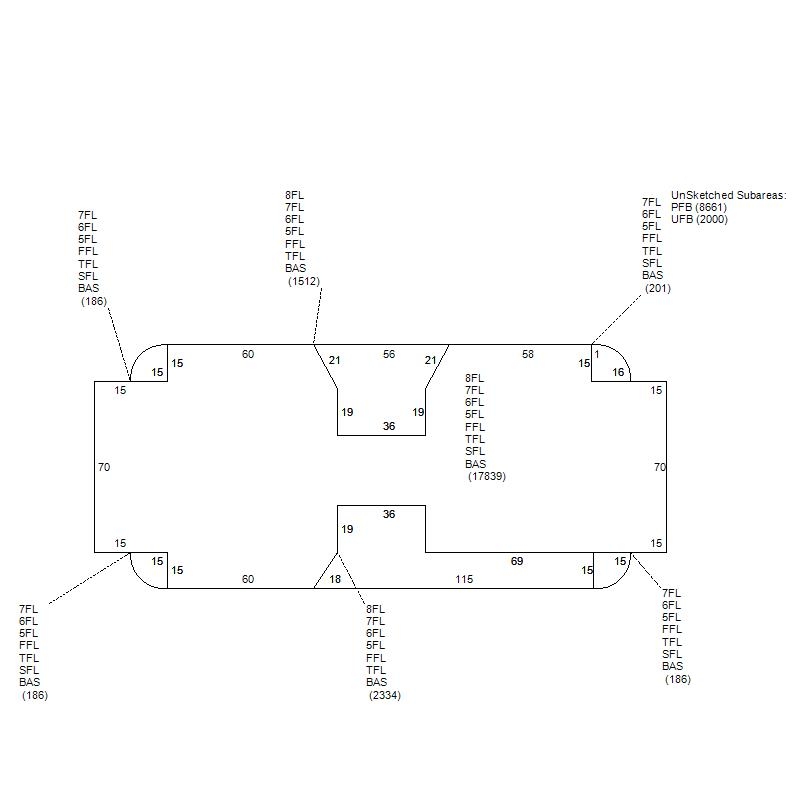 8FL
7FL
6FL
5FL
FFL
TFL
BAS
(1512)
7FL
6FL
5FL
FFL
TFL
SFL
BAS
(201)
UnSketched Subareas:
PFB (8661)
UFB (2000)
7FL
6FL
5FL
FFL
TFL
SFL
BAS
(186)
15
15
60
21
56
21
58
15
1
16
15
15
19
36
19
8FL
7FL
6FL
5FL
FFL
TFL
SFL
BAS
(17839)
70
70
36
19
15
15
15
15
60
18
115
69
15
15
7FL
6FL
5FL
FFL
TFL
SFL
BAS
(186)
8FL
7FL
6FL
5FL
FFL
TFL
BAS
(2334)
7FL
6FL
5FL
FFL
TFL
SFL
BAS
(186)